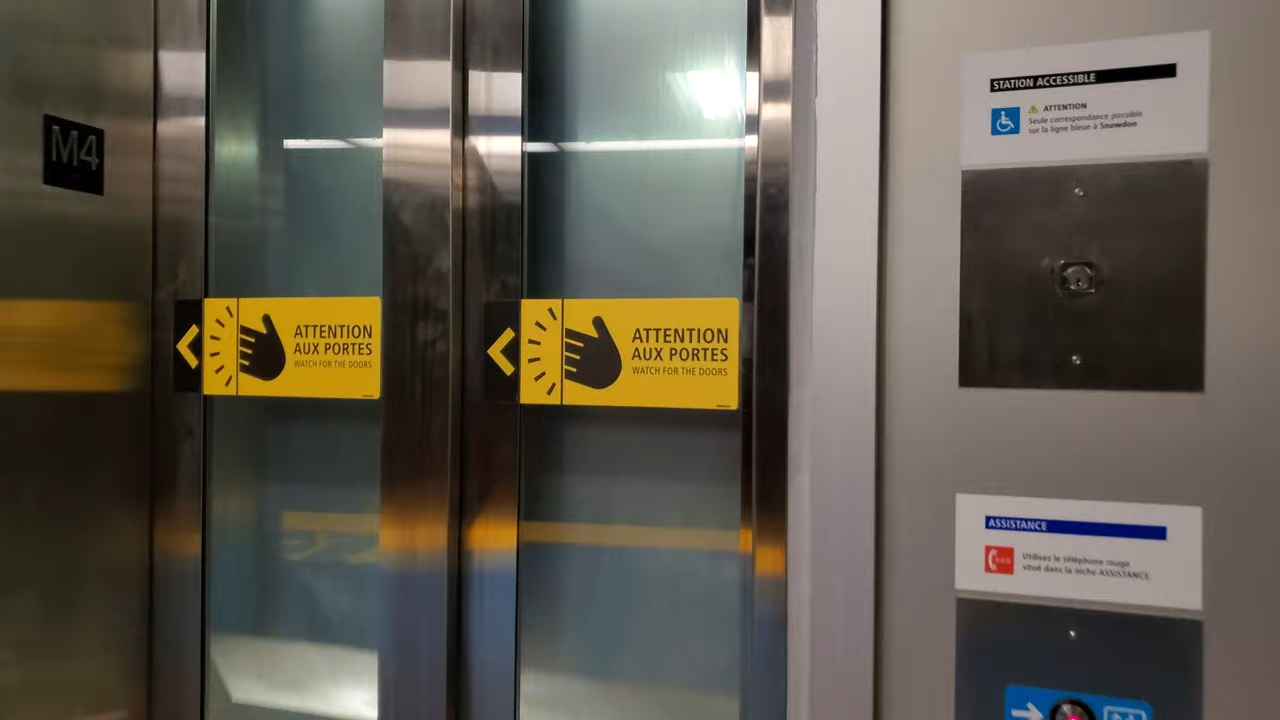 M4
ATTENTION
AUX PORTES
WATCH FOR THE DOORS
ATTENTION
AUX PORTES
WATCH FOR THE DOORS
STATION ACCESSIBLE
ATTENTION
Seule correspondance possible
sur la ligne bleue à Snowdon
ASSISTANCE
Utilisez le téléphone rouge
situé dans la niche ASSISTANCE